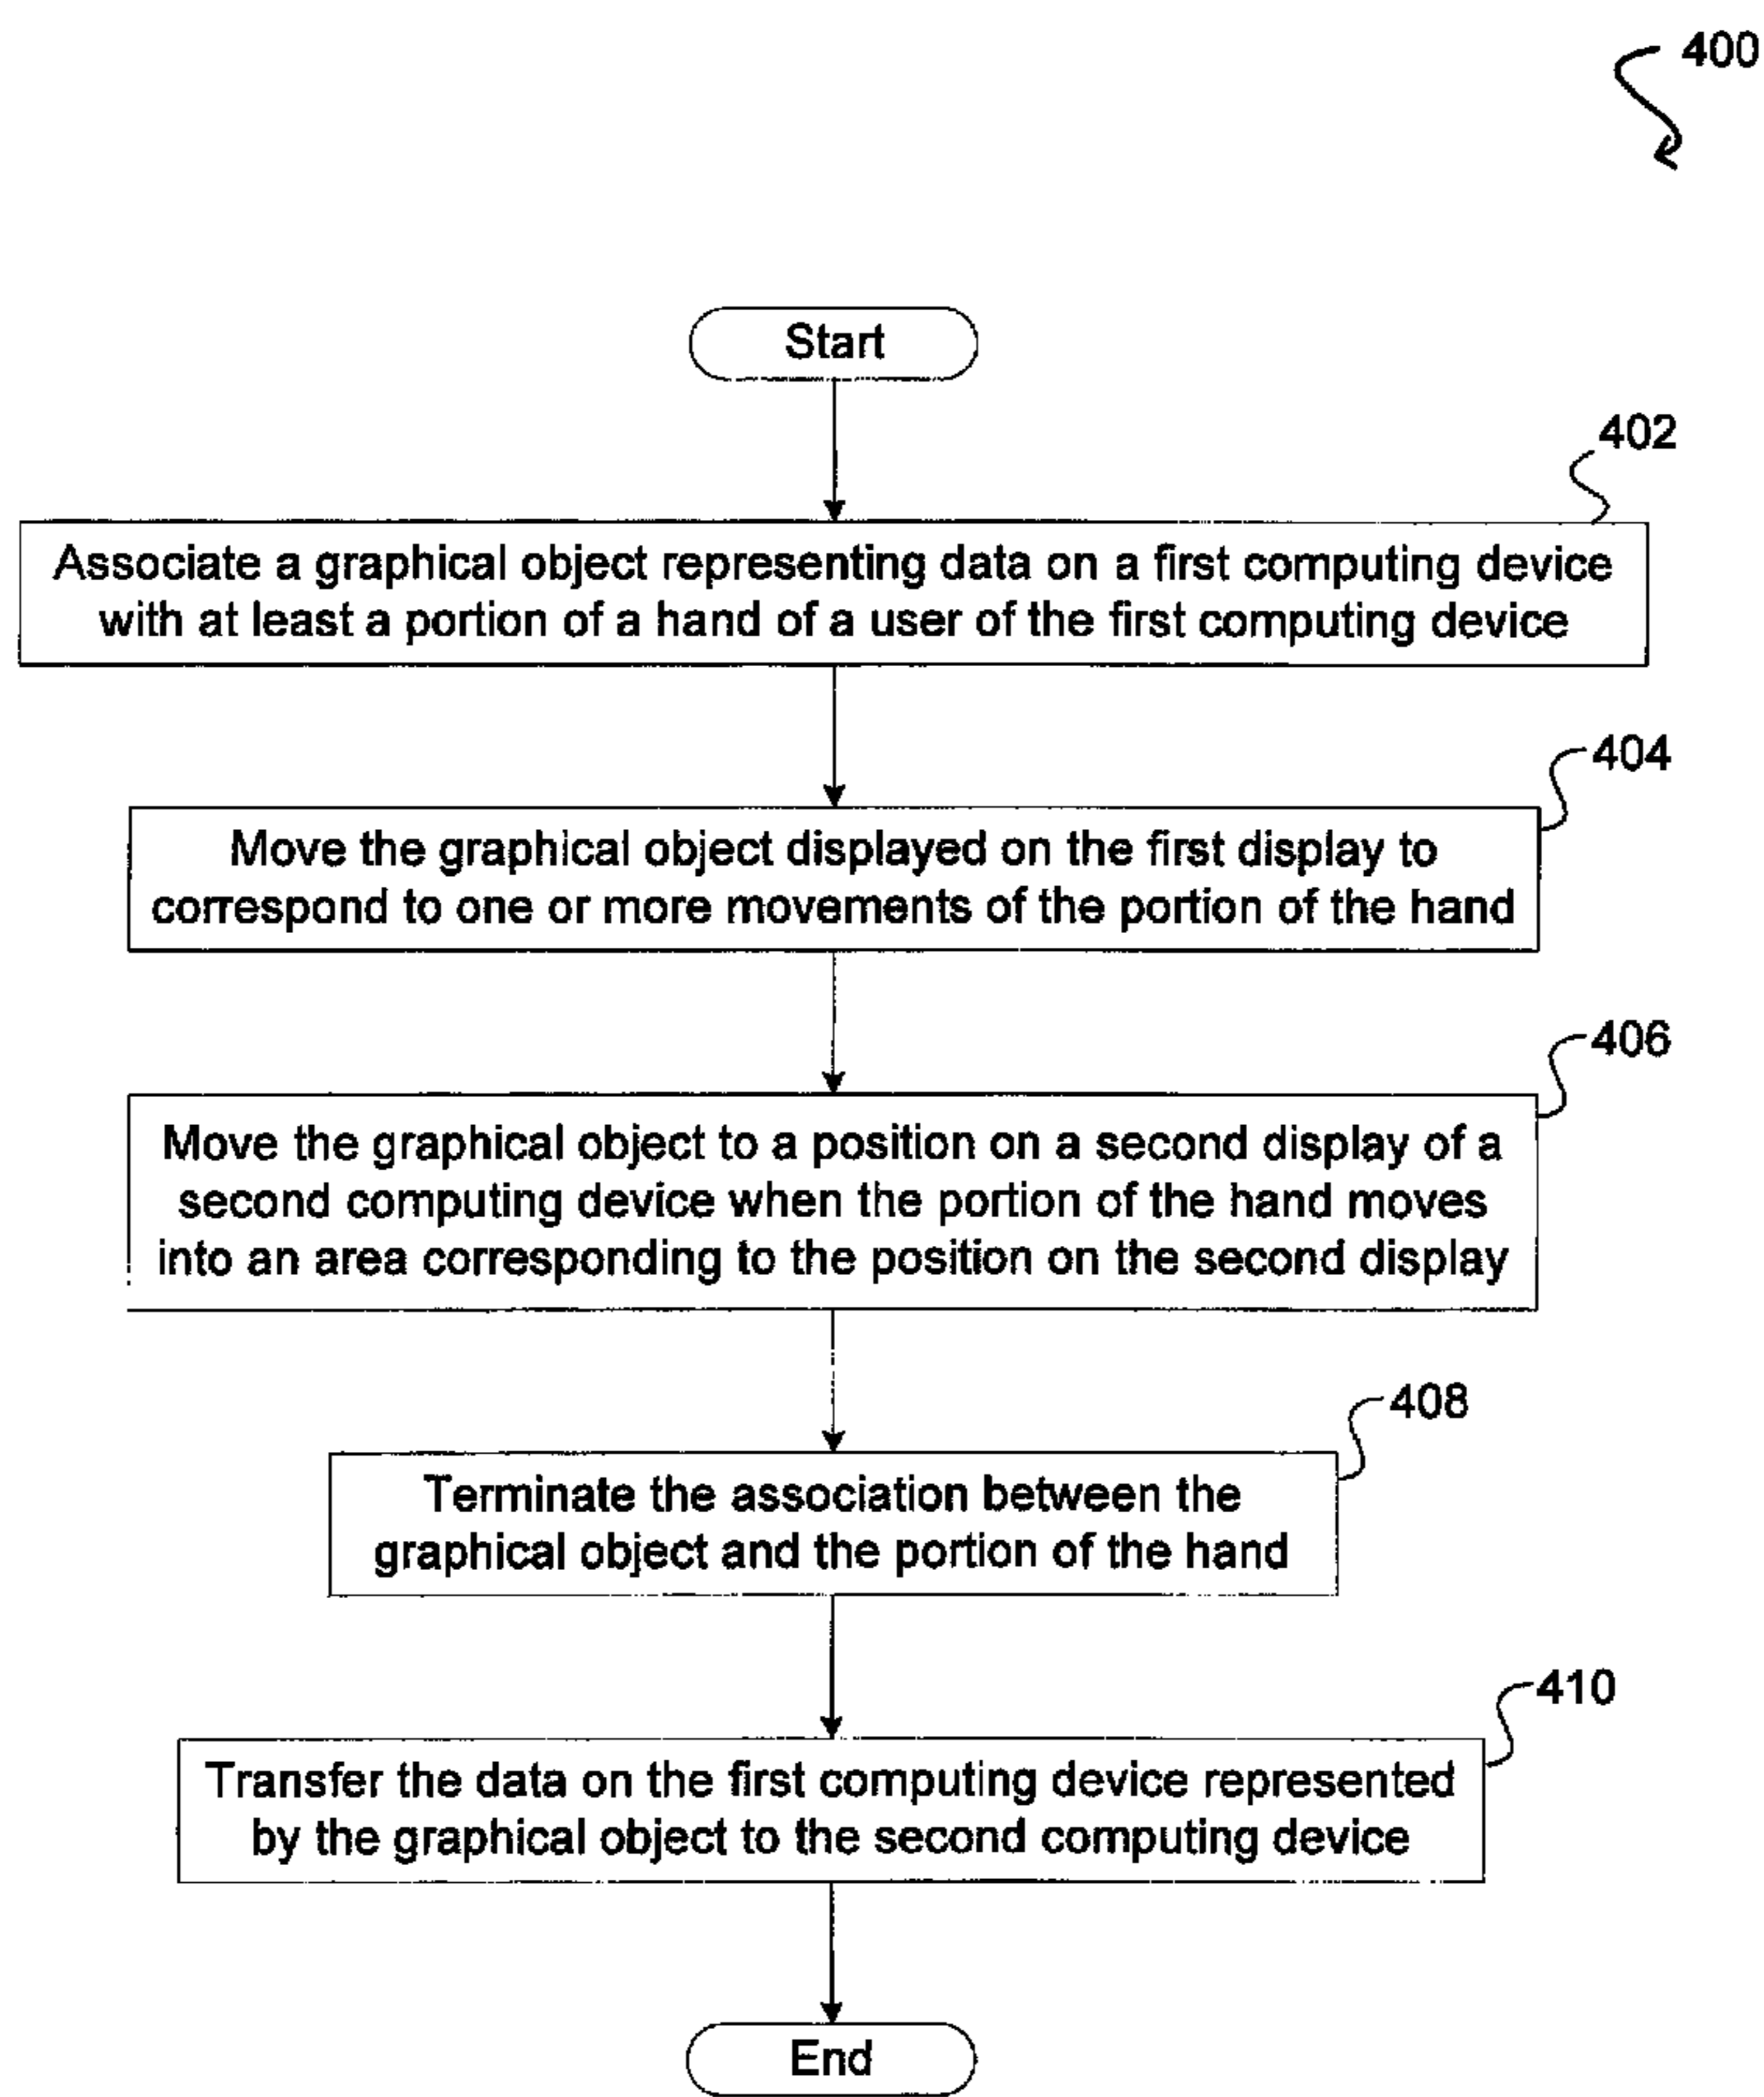 400
Start
402
Associate a graphical object representing data on a first computing device
with at least a portion of a hand of a user of the first computing device
404
Move the graphical object displayed on the first display to
correspond to one or more movements of the portion of the hand
406
Move the graphical object to a position on a second display of a
second computing device when the portion of the hand moves
into an area corresponding to the position on the second display
408
Terminate the association between the
graphical object and the portion of the hand
410
Transfer the data on the first computing device represented
by the graphical object to the second computing device
End